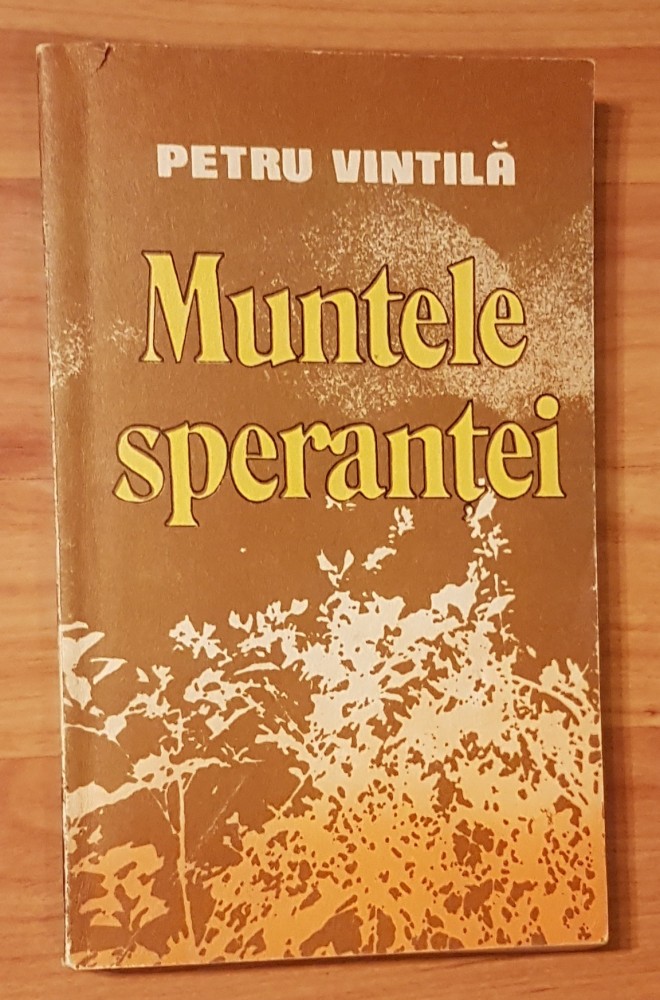 PETRU VINTILĂ
Muntele
speranței